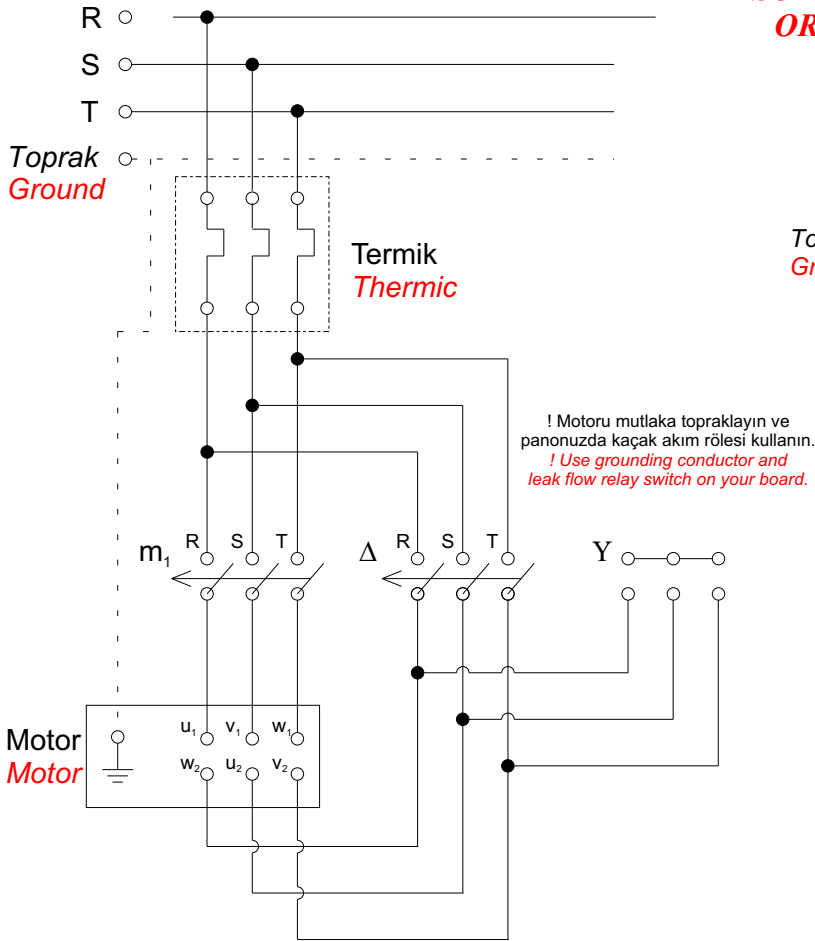 R
S
T
Toprak
Ground
OR
Termik
Thermic
! Motoru mutlaka topraklayın ve
panonuzda kaçak akım rölesi kullanın.
! Use grounding conductor and
leak flow relay switch on your board.
m₁ R S T
Δ R S T
Y
Motor
Motor
u₁ v₁ w₁
w₂ u₂ v₂